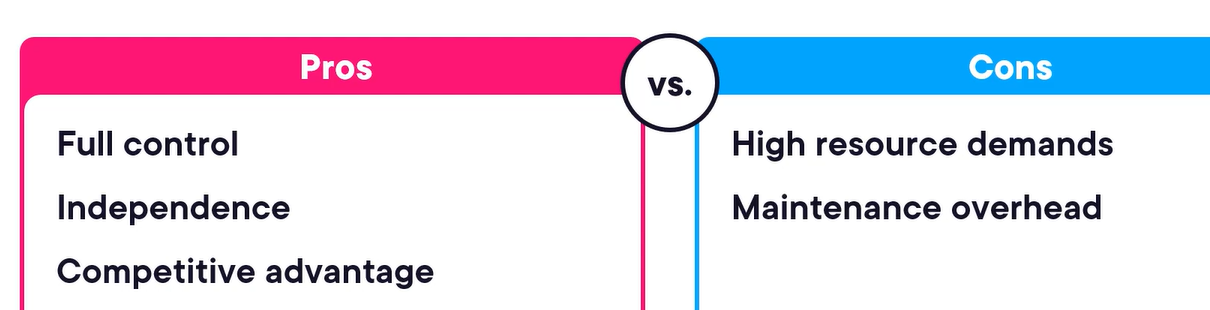 Pros
vs.
Cons
Full control
Independence
Competitive advantage
High resource demands
Maintenance overhead